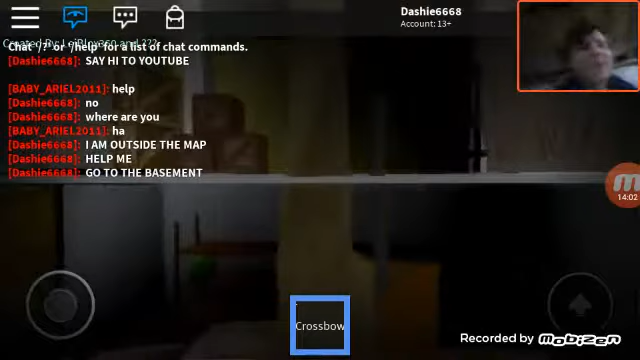 Dashie6668
Account: 13+
Chat '/?' or '/help' for a list of chat commands.
[Dashie6668]: SAY HI TO YOUTUBE
[BABY_ARIEL2011]: help
[Dashie6668]: no
[Dashie6668]: where are you
[BABY_ARIEL2011]: ha
[Dashie6668]: I AM OUTSIDE THE MAP
[Dashie6668]: HELP ME
[Dashie6668]: GO TO THE BASEMENT
14:02
Crossbow
Recorded by Mobizen